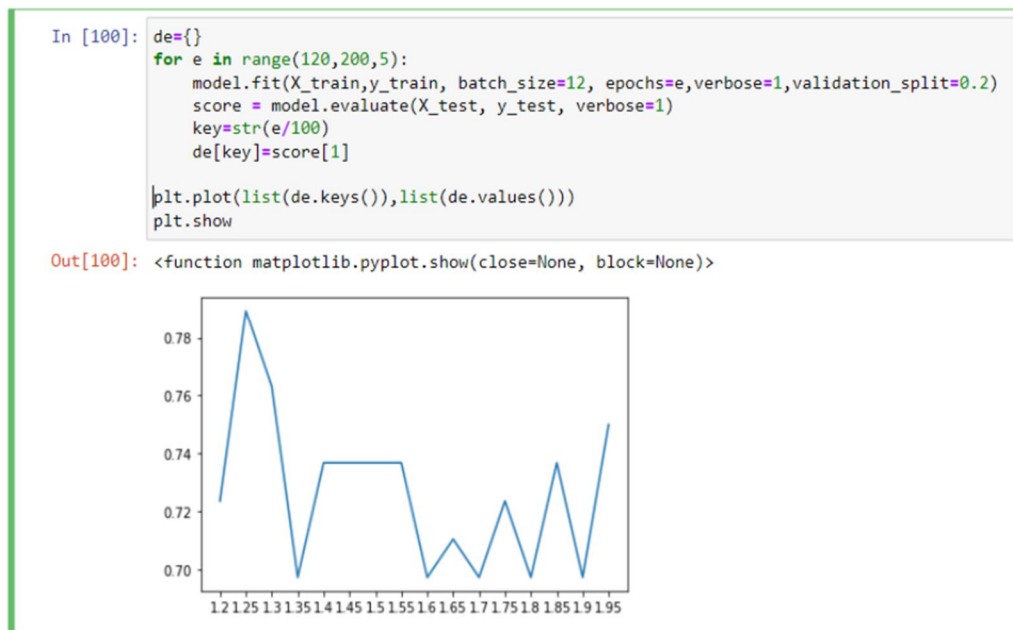 In [100]: de={}
for e in range(120,200,5):
    model.fit(X_train,y_train, batch_size=12, epochs=e,verbose=1,validation_split=0.2)
    score = model.evaluate(X_test, y_test, verbose=1)
    key=str(e/100)
    de[key]=score[1]

plt.plot(list(de.keys()),list(de.values()))
plt.show
Out[100]: <function matplotlib.pyplot.show(close=None, block=None)>
0.78
0.76
0.74
0.72
0.70
1.2 1.25 1.3 1.35 1.4 1.45 1.5 1.55 1.6 1.65 1.7 1.75 1.8 1.85 1.9 1.95